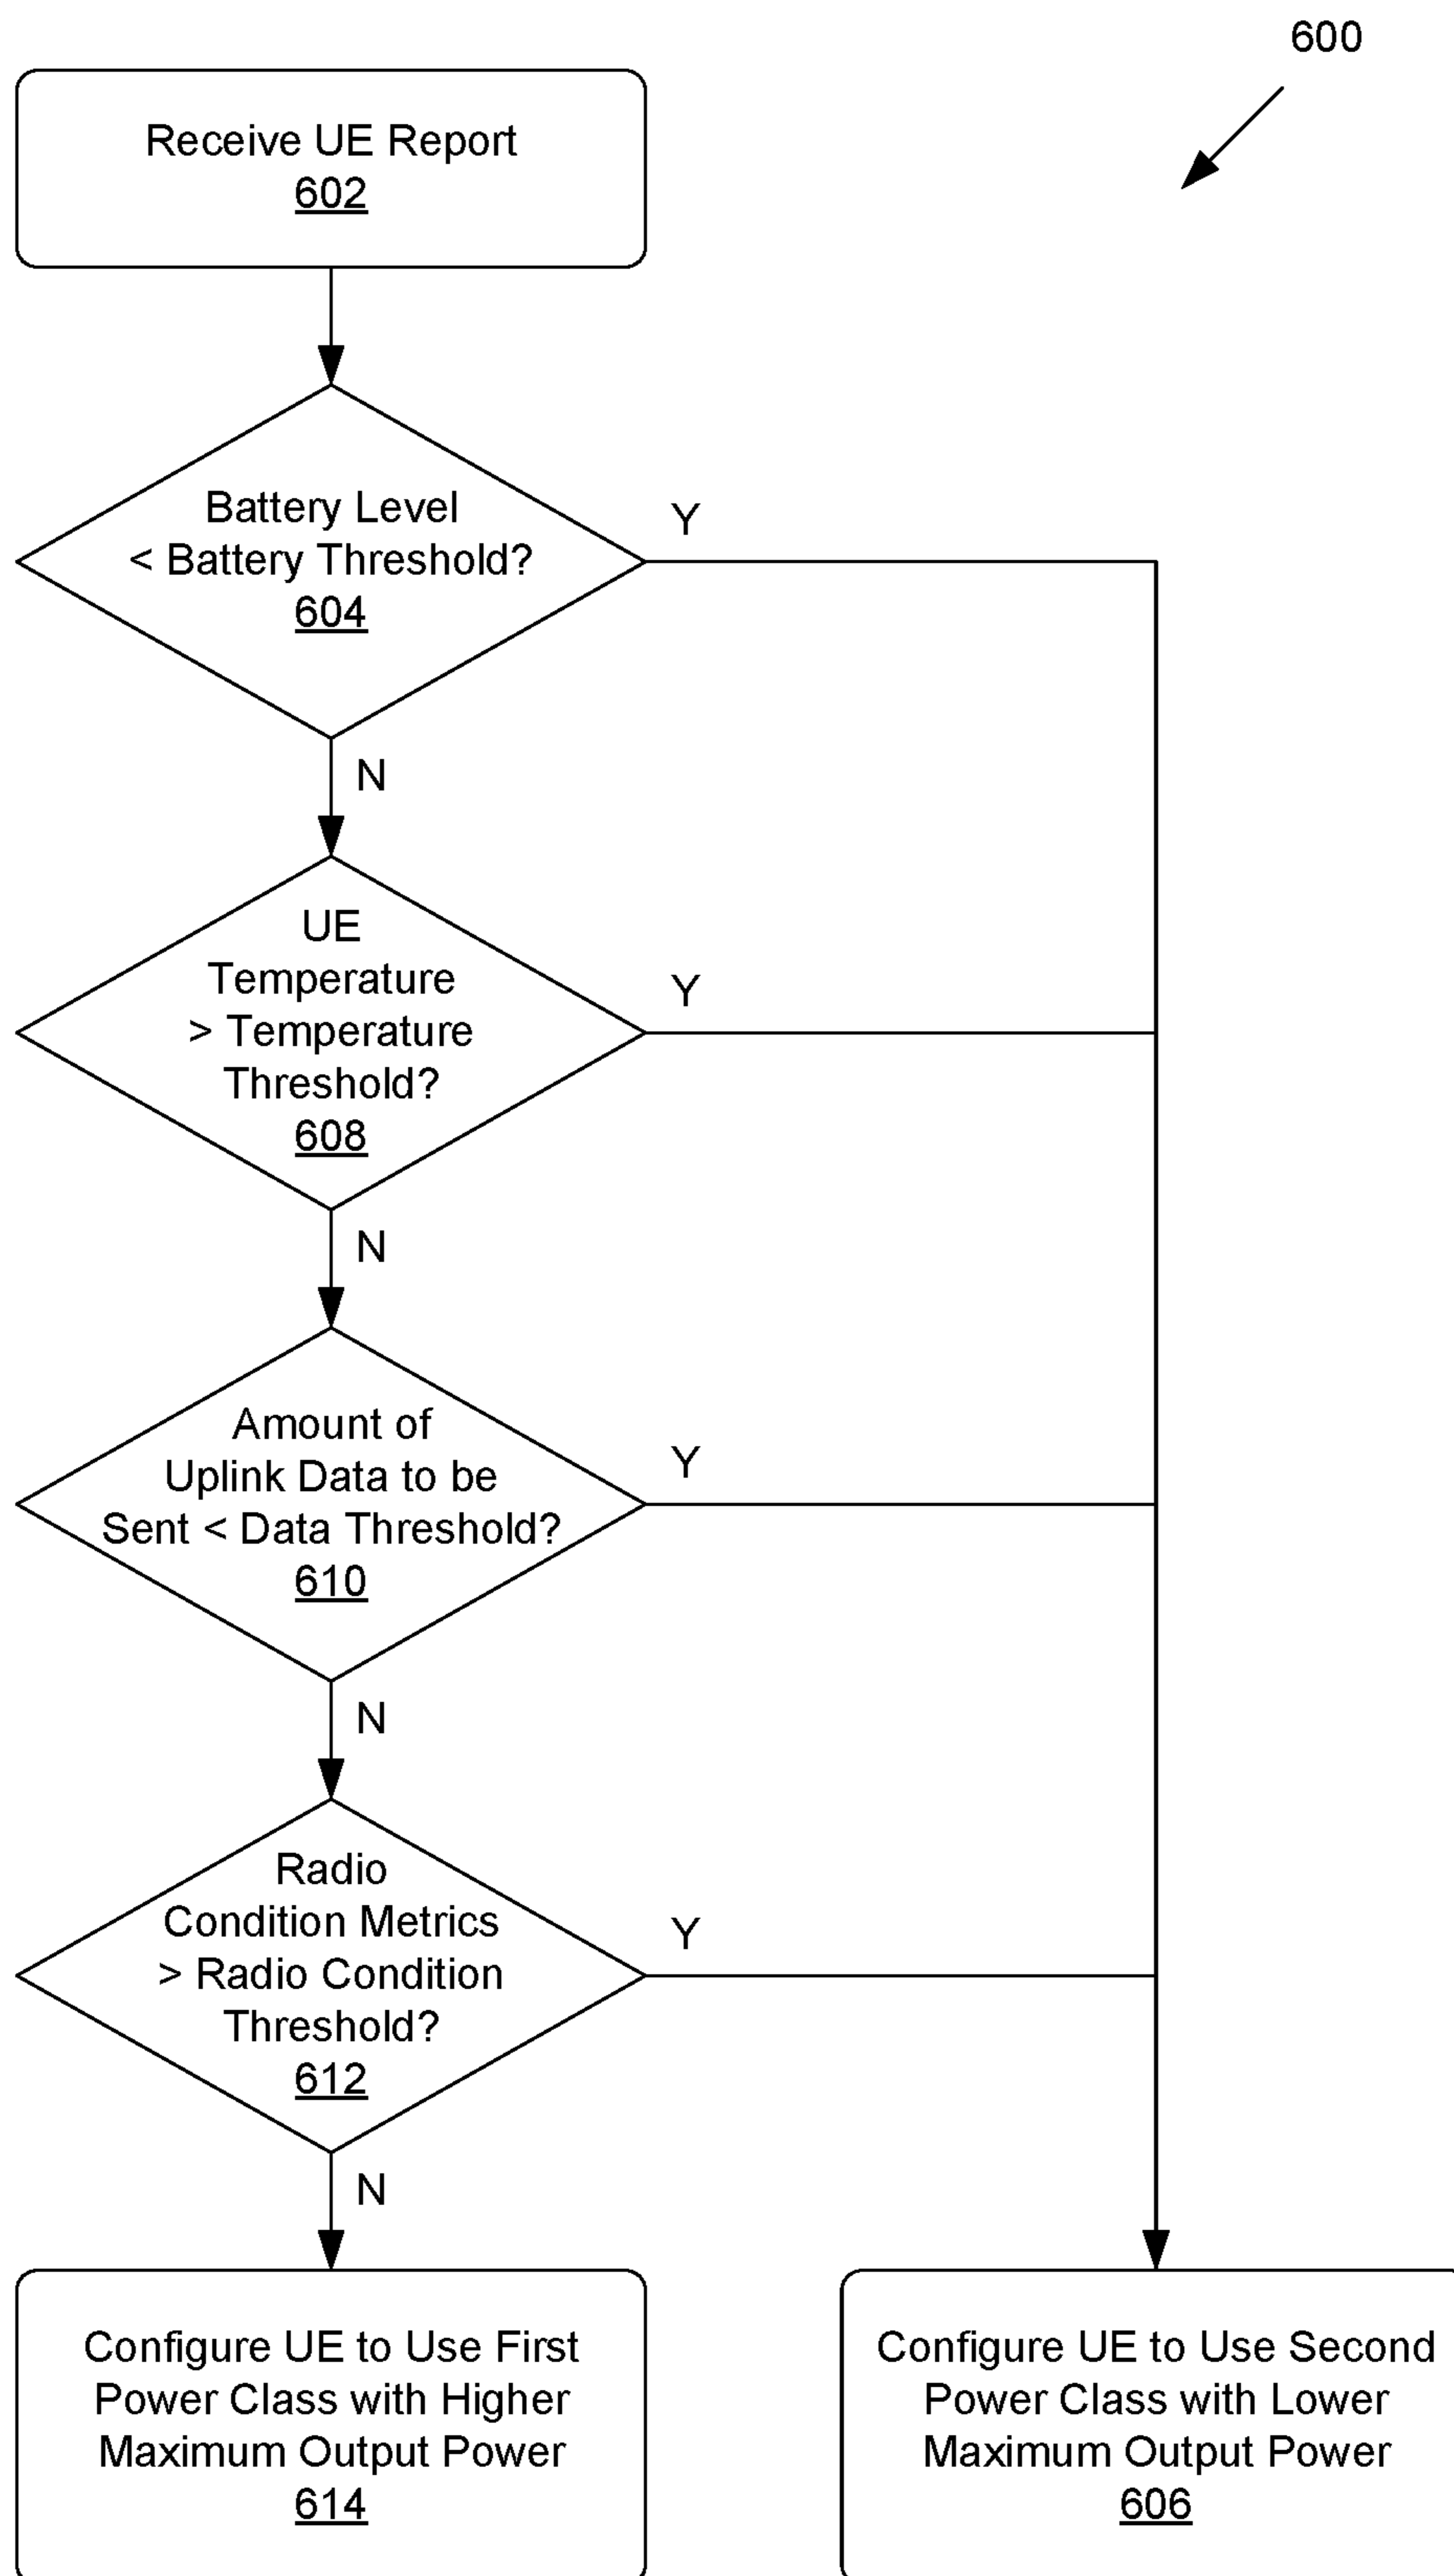 600
Receive UE Report
602
Battery Level
< Battery Threshold?
604
Y
N
UE
Temperature
> Temperature
Threshold?
608
Y
N
Amount of
Uplink Data to be
Sent < Data Threshold?
610
Y
N
Radio
Condition Metrics
> Radio Condition
Threshold?
612
Y
N
Configure UE to Use First
Power Class with Higher
Maximum Output Power
614
Configure UE to Use Second
Power Class with Lower
Maximum Output Power
606